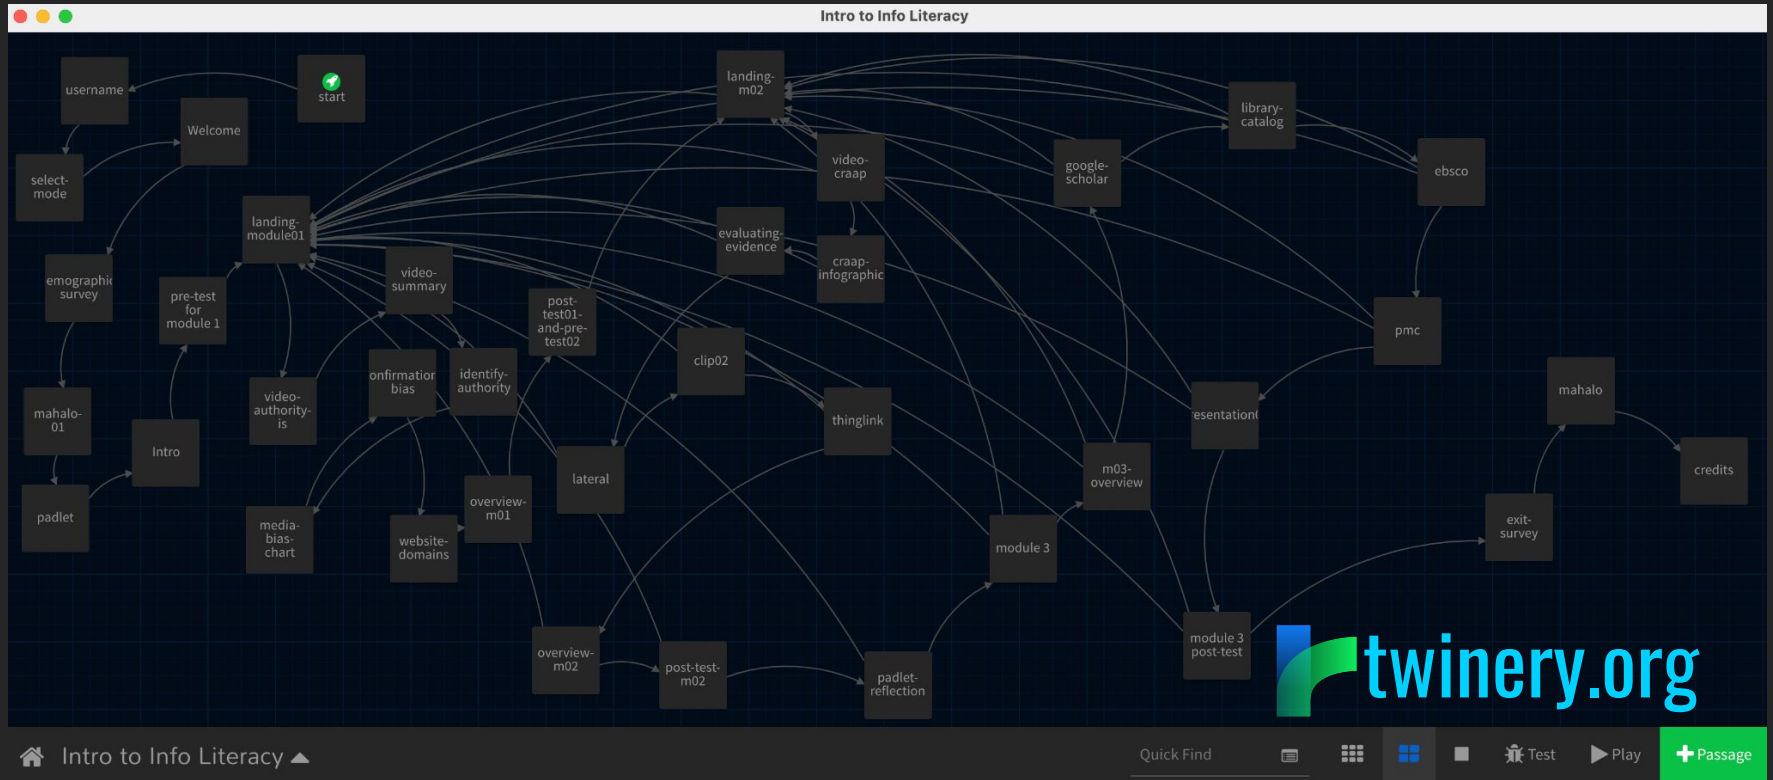 Intro to Info Literacy
username
start
Welcome
select-
mode
landing-
module01
emographic
survey
pre-test
for
module 1
mahalo-
01
Intro
padlet
video-
summary
video-
authority-
is
onfirmation
bias
identify-
authority
media-
bias-
chart
website-
domains
overview-
m01
post-
test01-
and-pre-
test02
landing-
m02
video-
craap
evaluating-
evidence
craap-
infographic
clip02
lateral
thinglink
overview-
m02
post-test-
m02
padlet-
reflection
module 3
m03-
overview
google-
scholar
library-
catalog
ebsco
pmc
esentation
module 3
post-test
exit-
survey
mahalo
credits
twinery.org
Intro to Info Literacy
Quick Find
Test
Play
Passage